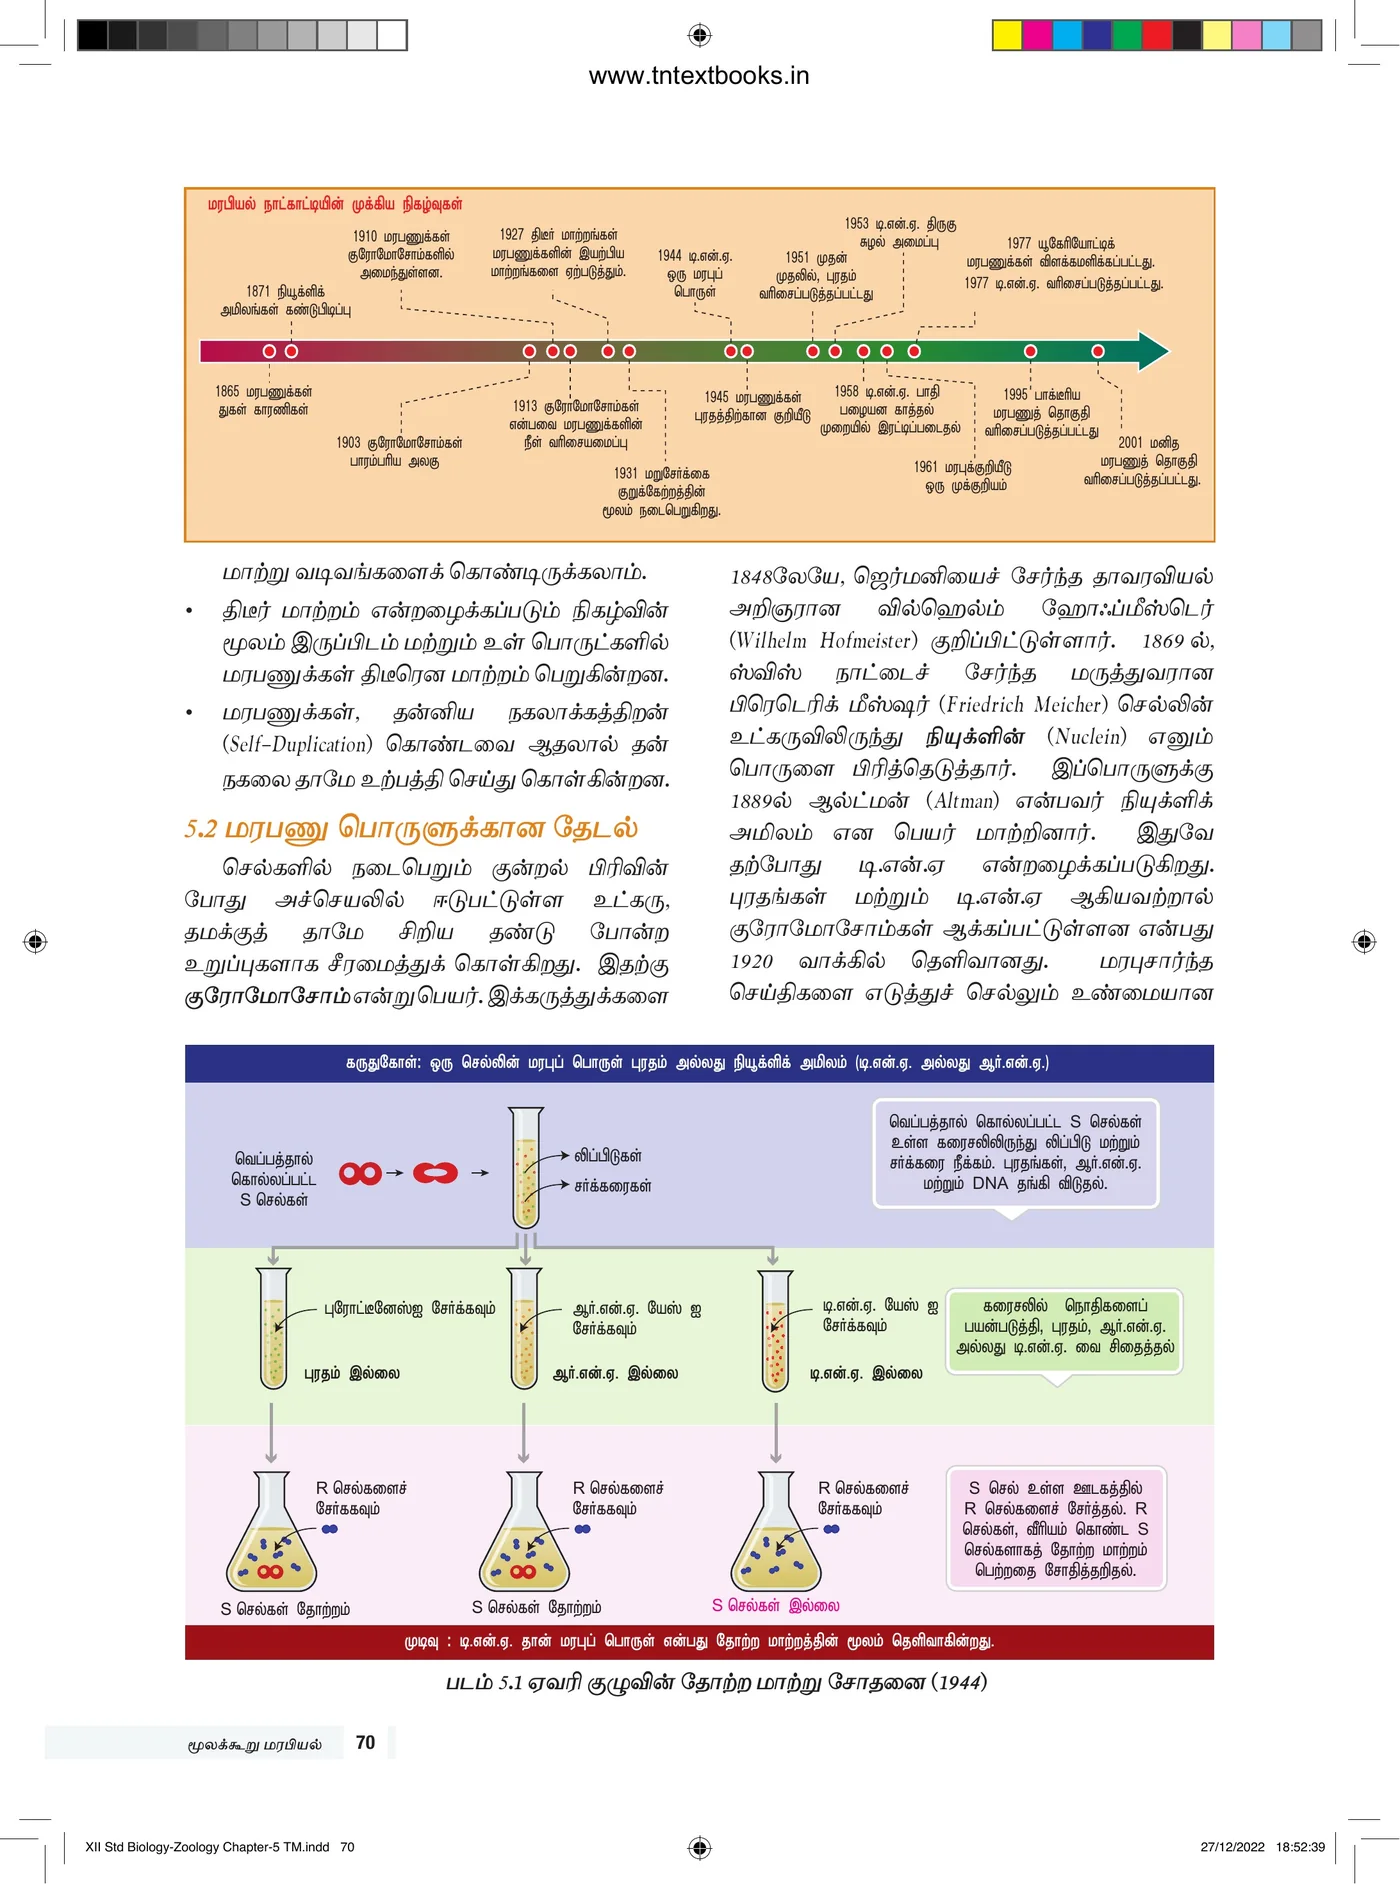 www.tntextbooks.in
மரபியல் நாட்காட்டியின் முக்கிய நிகழ்வுகள்
1910 மரபணுக்கள்
குரோமோசோம்களில்
அமைந்துள்ளன.
1927 திடீர் மாற்றங்கள்
மரபணுக்களின் இயற்பிய
மாற்றங்களை ஏற்படுத்தும்.
1944 டி.என்.ஏ.
ஒரு மரபுப்
பொருள்
1951 முதன்
முதலில், புரதம்
வரிசைப்படுத்தப்பட்டது
1953 டி.என்.ஏ. திருகு
சுழல் அமைப்பு
1977 யூகேரியோட்டிக்
மரபணுக்கள் விளக்கமளிக்கப்பட்டது.
1977 டி.என்.ஏ. வரிசைப்படுத்தப்பட்டது.
1871 நியூக்ளிக்
அமிலங்கள் கண்டுபிடிப்பு
1865 மரபணுக்கள்
துகள் காரணிகள்
1903 குரோமோசோம்கள்
பாரம்பரிய அலகு
1913 குரோமோசோம்கள்
என்பவை மரபணுக்களின்
நீள் வரிசையமைப்பு
1931 மறுசேர்க்கை
குறுக்கேற்றத்தின்
மூலம் நடைபெறுகிறது.
1945 மரபணுக்கள்
புரதத்திற்கான குறியீடு
1958 டி.என்.ஏ. பாதி
பழையன காத்தல்
முறையில் இரட்டிப்படைதல்
1961 மரபுக்குறியீடு
ஒரு முக்குறியம்
1995 பாக்டீரிய
மரபணுத் தொகுதி
வரிசைப்படுத்தப்பட்டது
2001 மனித
மரபணுத் தொகுதி
வரிசைப்படுத்தப்பட்டது.
மாற்று வடிவங்களைக் கொண்டிருக்கலாம்.
• திடீர் மாற்றம் என்றழைக்கப்படும் நிகழ்வின்
மூலம் இருப்பிடம் மற்றும் உள் பொருட்களில்
மரபணுக்கள் திடீரென மாற்றம் பெறுகின்றன.
• மரபணுக்கள், தன்னிய நகலாக்கத்திறன்
(Self-Duplication) கொண்டவை ஆதலால் தன்
நகலை தாமே உற்பத்தி செய்து கொள்கின்றன.
5.2 மரபணு பொருளுக்கான தேடல்
செல்களில் நடைபெறும் குன்றல் பிரிவின்
போது அச்செயலில் ஈடுபட்டுள்ள உட்கரு,
தமக்குத் தாமே சிறிய தண்டு போன்ற
உறுப்புகளாக சீரமைத்துக் கொள்கிறது. இதற்கு
குரோமோசோம் என்று பெயர். இக்கருத்துக்களை
1848லேயே, ஜெர்மனியைச் சேர்ந்த தாவரவியல்
அறிஞரான வில்ஹெல்ம் ஹோஃப்மீஸ்டெர்
(Wilhelm Hofmeister) குறிப்பிட்டுள்ளார். 1869 ல்,
ஸ்விஸ் நாட்டைச் சேர்ந்த மருத்துவரான
பிரெடெரிக் மீஸ்ஷர் (Friedrich Meicher) செல்லின்
உட்கருவிலிருந்து நியுக்ளின் (Nuclein) எனும்
பொருளை பிரித்தெடுத்தார். இப்பொருளுக்கு
1889ல் ஆல்ட்மன் (Altman) என்பவர் நியுக்ளிக்
அமிலம் என பெயர் மாற்றினார். இதுவே
தற்போது டி.என்.ஏ என்றழைக்கப்படுகிறது.
புரதங்கள் மற்றும் டி.என்.ஏ ஆகியவற்றால்
குரோமோசோம்கள் ஆக்கப்பட்டுள்ளன என்பது
1920 வாக்கில் தெளிவானது. மரபுசார்ந்த
செய்திகளை எடுத்துச் செல்லும் உண்மையான
கருதுகோள்: ஒரு செல்லின் மரபுப் பொருள் புரதம் அல்லது நியூக்ளிக் அமிலம் (டி.என்.ஏ. அல்லது ஆர்.என்.ஏ.)
வெப்பத்தால்
கொல்லப்பட்ட
S செல்கள்
லிப்பிடுகள்
சர்க்கரைகள்
வெப்பத்தால் கொல்லப்பட்ட S செல்கள்
உள்ள கரைசலிலிருந்து லிப்பிடு மற்றும்
சர்க்கரை நீக்கம். புரதங்கள், ஆர்.என்.ஏ.
மற்றும் DNA தங்கி விடுதல்.
புரோட்டீனேஸ்ஐ சேர்க்கவும்
புரதம் இல்லை
ஆர்.என்.ஏ. யேஸ் ஐ
சேர்க்கவும்
ஆர்.என்.ஏ. இல்லை
டி.என்.ஏ. யேஸ் ஐ
சேர்க்கவும்
டி.என்.ஏ. இல்லை
கரைசலில் நொதிகளைப்
பயன்படுத்தி, புரதம், ஆர்.என்.ஏ.
அல்லது டி.என்.ஏ. வை சிதைத்தல்
R செல்களைச்
சேர்ககவும்
S செல்கள் தோற்றம்
R செல்களைச்
சேர்ககவும்
S செல்கள் தோற்றம்
R செல்களைச்
சேர்ககவும்
S செல்கள் இல்லை
S செல் உள்ள ஊடகத்தில்
R செல்களைச் சேர்த்தல். R
செல்கள், வீரியம் கொண்ட S
செல்களாகத் தோற்ற மாற்றம்
பெற்றதை சோதித்தறிதல்.
முடிவு : டி.என்.ஏ. தான் மரபுப் பொருள் என்பது தோற்ற மாற்றத்தின் மூலம் தெளிவாகின்றது.
படம் 5.1 ஏவரி குழுவின் தோற்ற மாற்று சோதனை (1944)
மூலக்கூறு மரபியல் 70
XII Std Biology-Zoology Chapter-5 TM.indd 70
27/12/2022 18:52:39